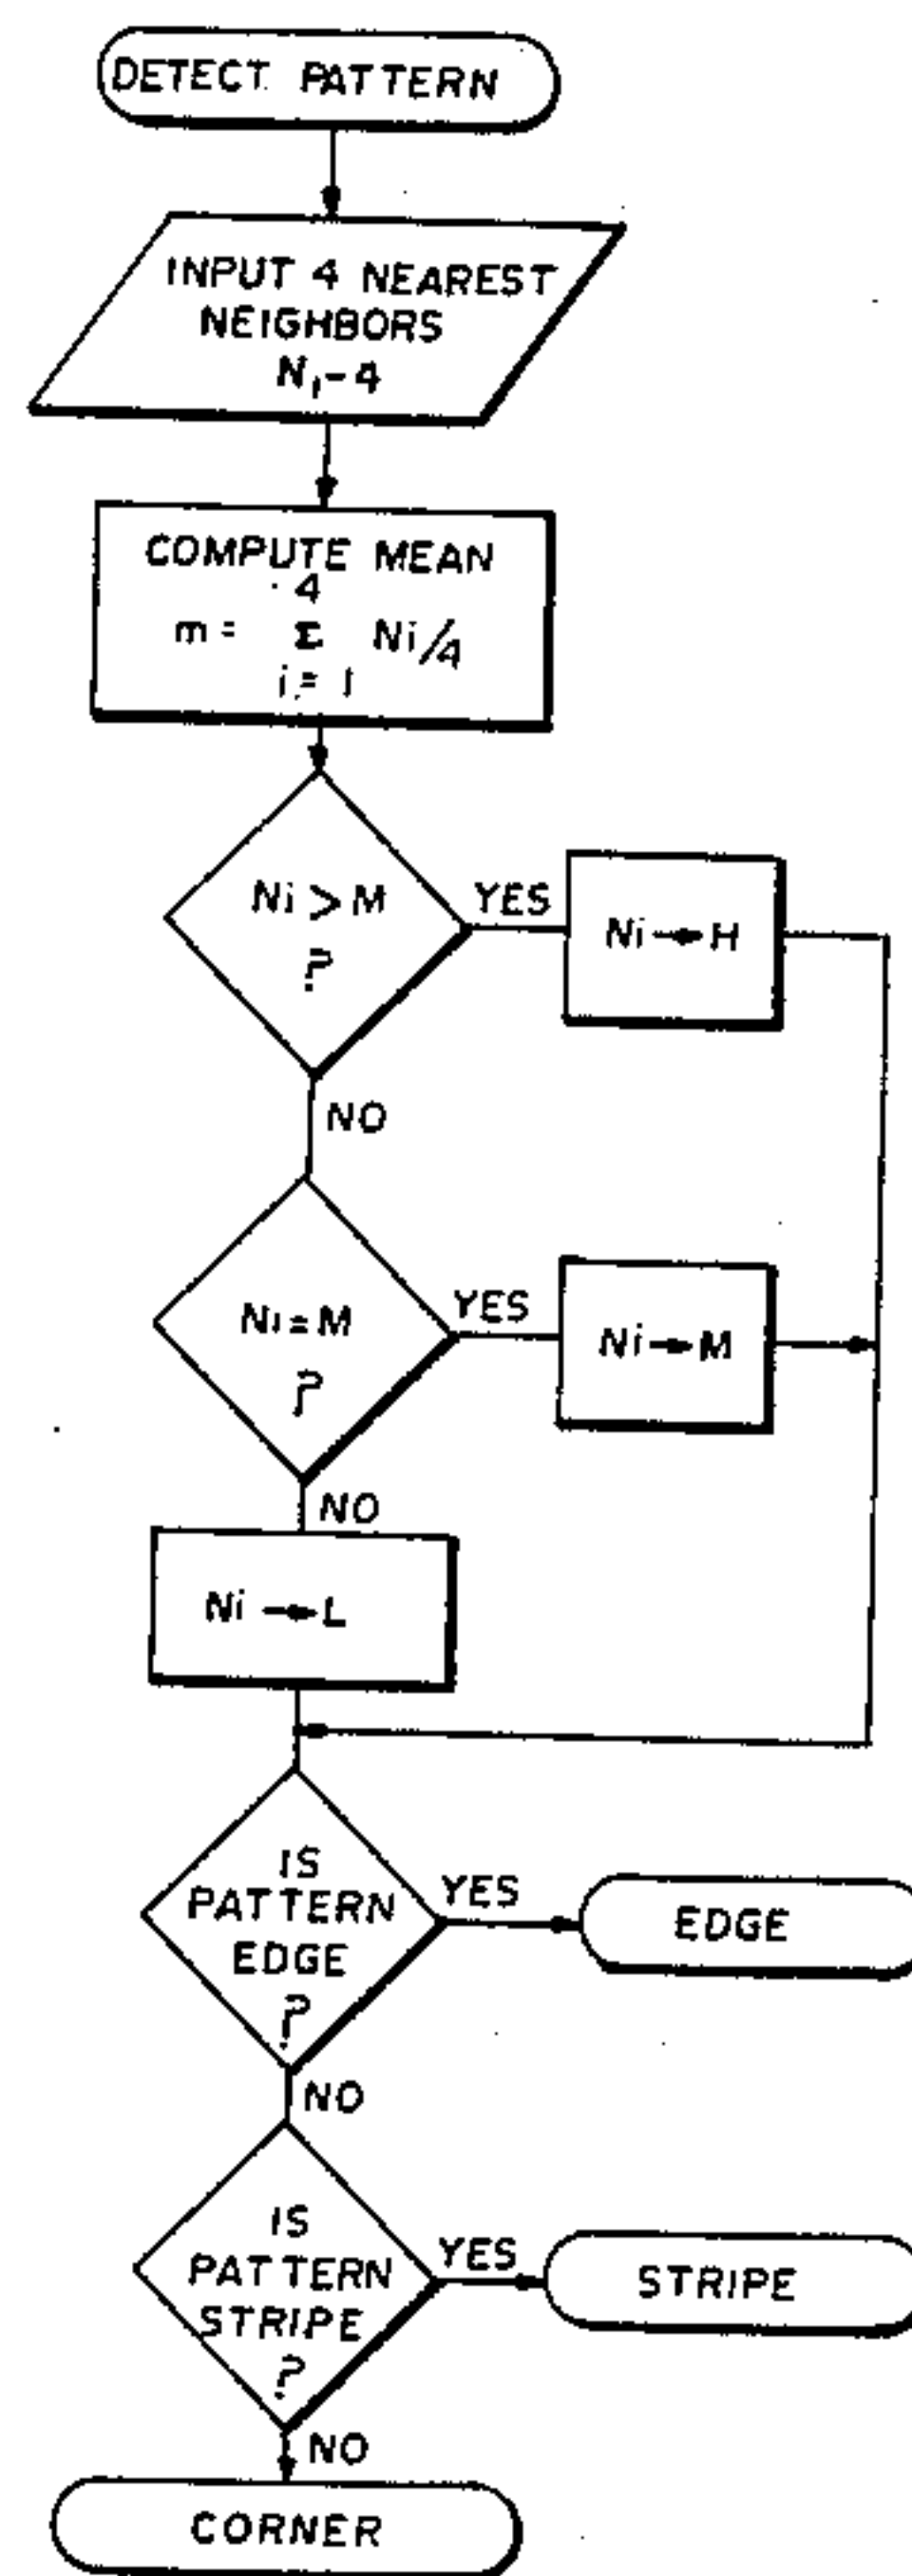 DETECT PATTERN
INPUT 4 NEAREST
NEIGHBORS
N₁-4
COMPUTE MEAN
4
m = Σ Ni/4
i = 1
Ni > M
?
YES
Ni → H
NO
Ni = M
?
YES
Ni → M
NO
Ni → L
IS
PATTERN
EDGE
?
YES
EDGE
NO
IS
PATTERN
STRIPE
?
YES
STRIPE
NO
CORNER